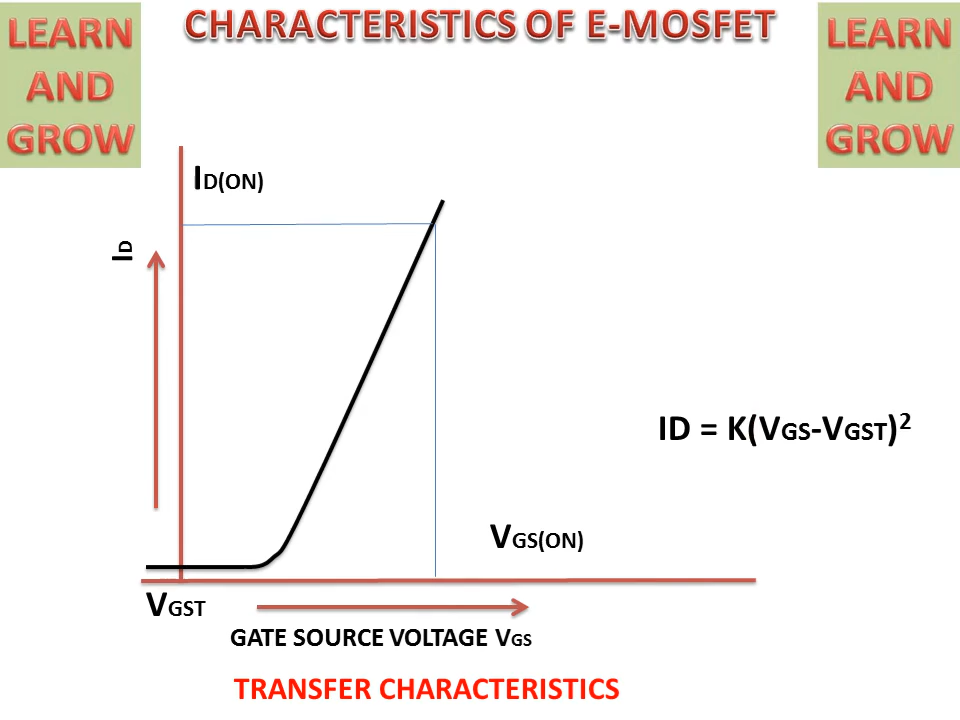 CHARACTERISTICS OF E-MOSFET
LEARN
AND
GROW
LEARN
AND
GROW
ID(ON)
ID
ID = K(VGS-VGST)²
VGS(ON)
VGST
GATE SOURCE VOLTAGE VGS
TRANSFER CHARACTERISTICS